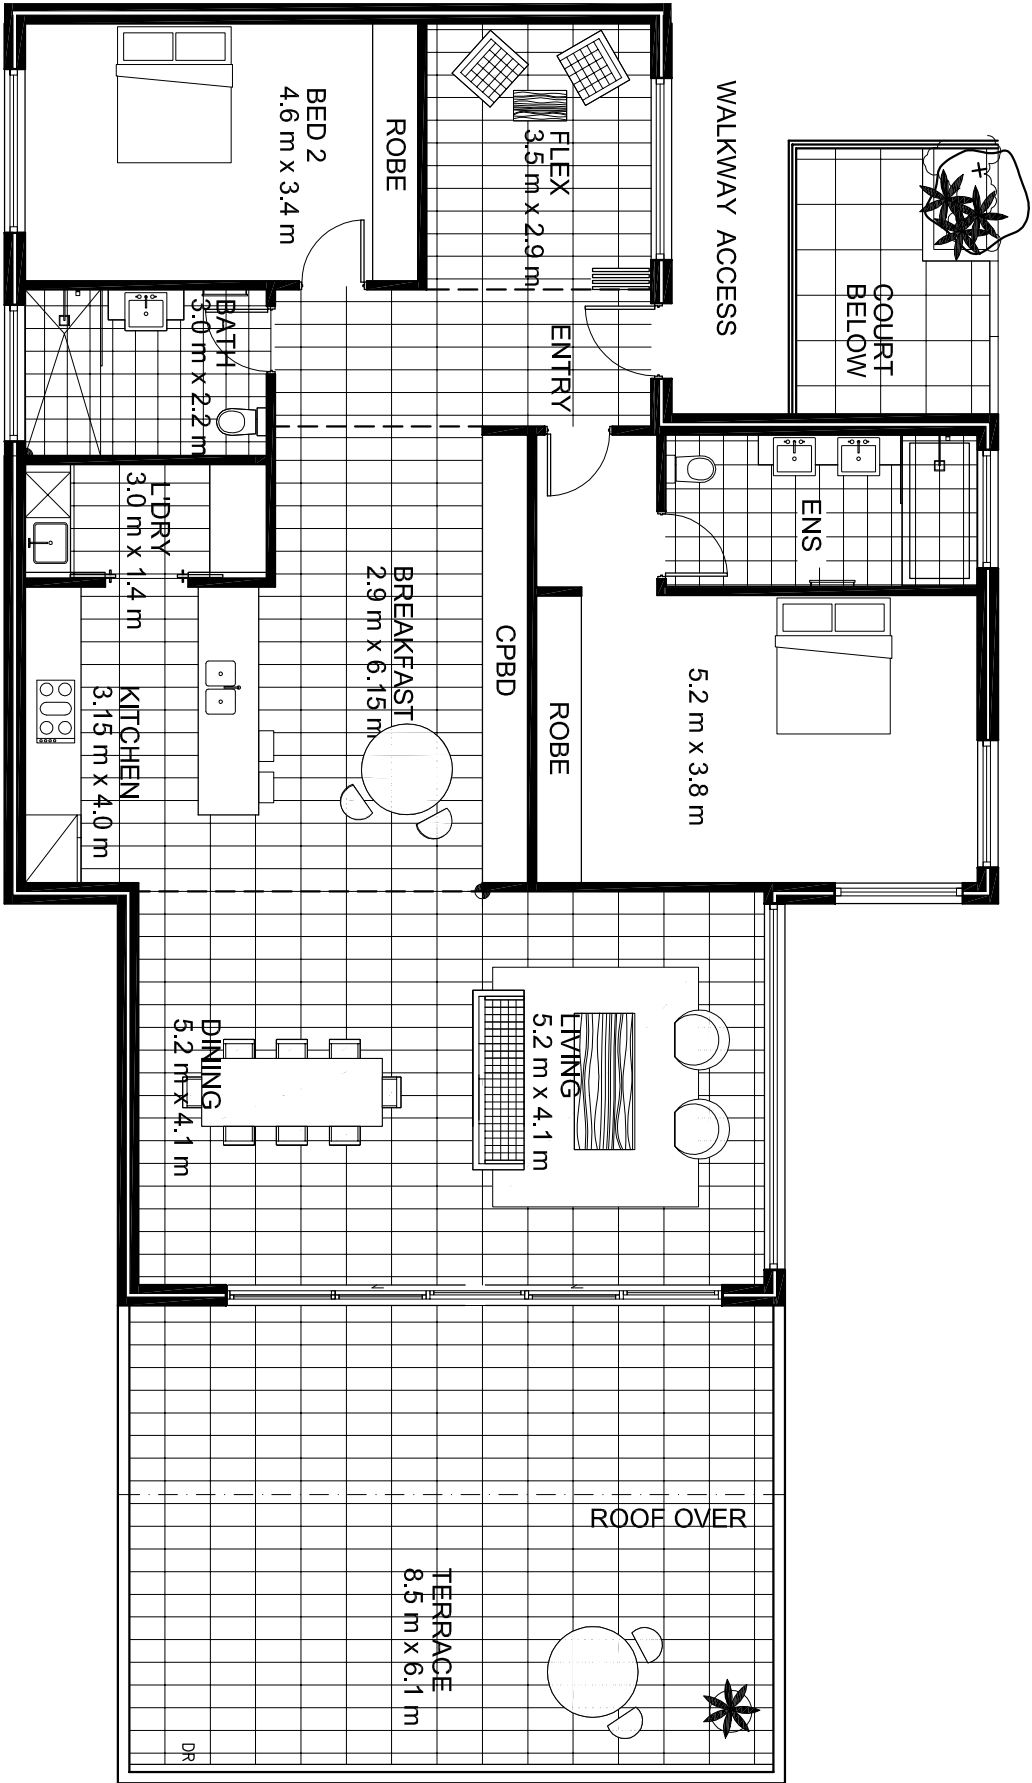 BED 2
4.6 m x 3.4 m
ROBE
FLEX
3.5 m x 2.9 m
WALKWAY ACCESS
COURT
BELOW
BATH
3.0 m x 2.2 m
ENTRY
L'DRY
3.0 m x 1.4 m
ENS
BREAKFAST
2.9 m x 6.15 m
CPBD
KITCHEN
3.15 m x 4.0 m
ROBE
5.2 m x 3.8 m
DINING
5.2 m x 4.1 m
LIVING
5.2 m x 4.1 m
ROOF OVER
TERRACE
8.5 m x 6.1 m
DR